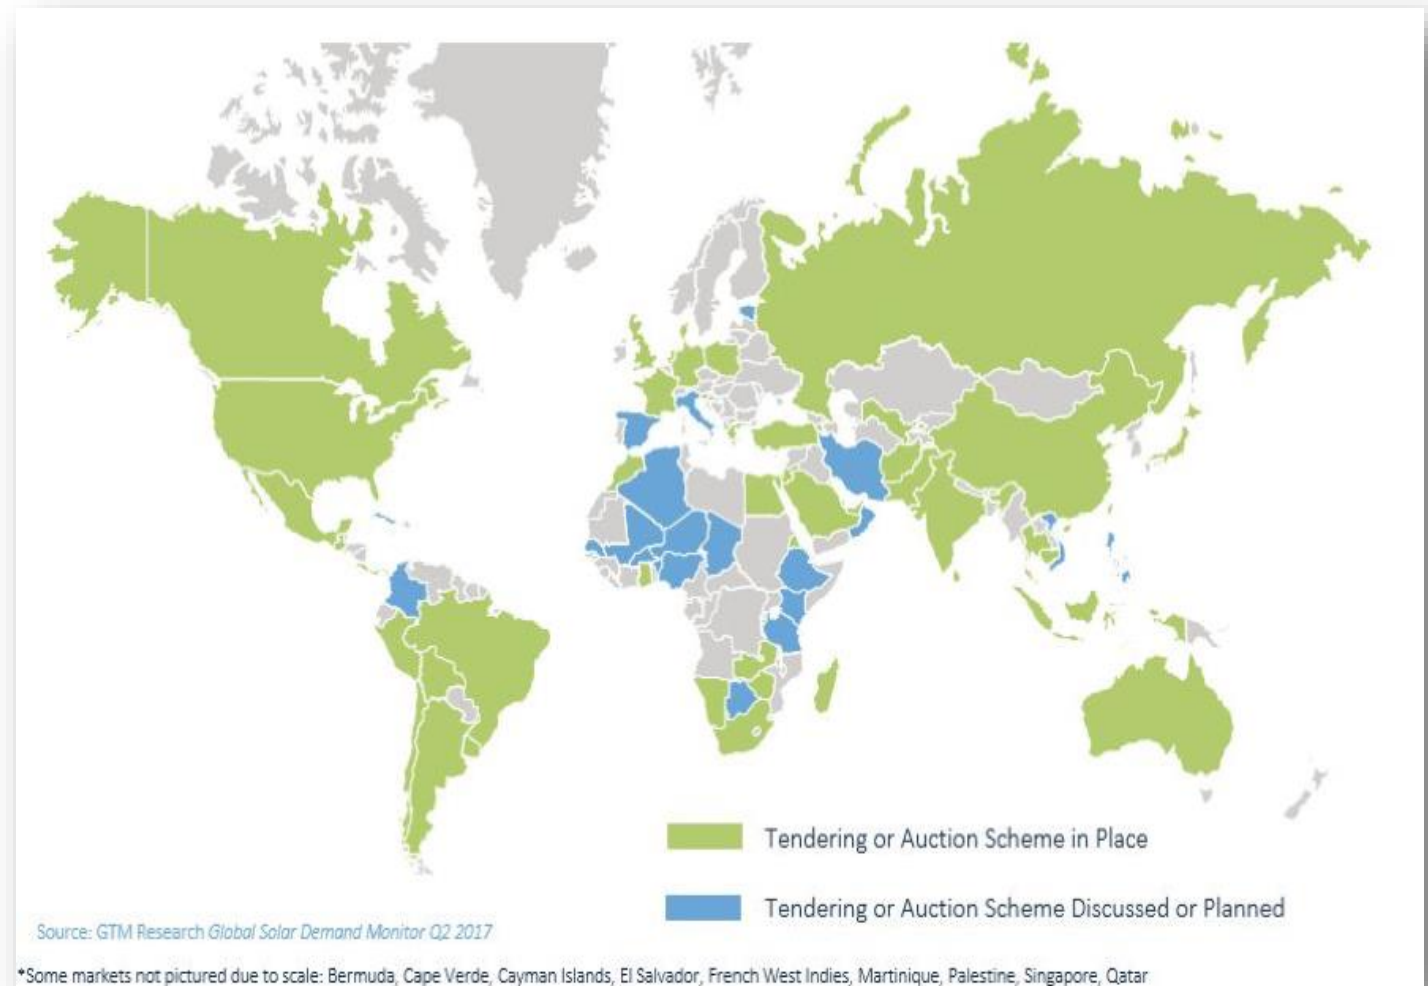 Tendering or Auction Scheme in Place
Tendering or Auction Scheme Discussed or Planned
Source: GTM Research Global Solar Demand Monitor Q2 2017
*Some markets not pictured due to scale: Bermuda, Cape Verde, Cayman Islands, El Salvador, French West Indies, Martinique, Palestine, Singapore, Qatar